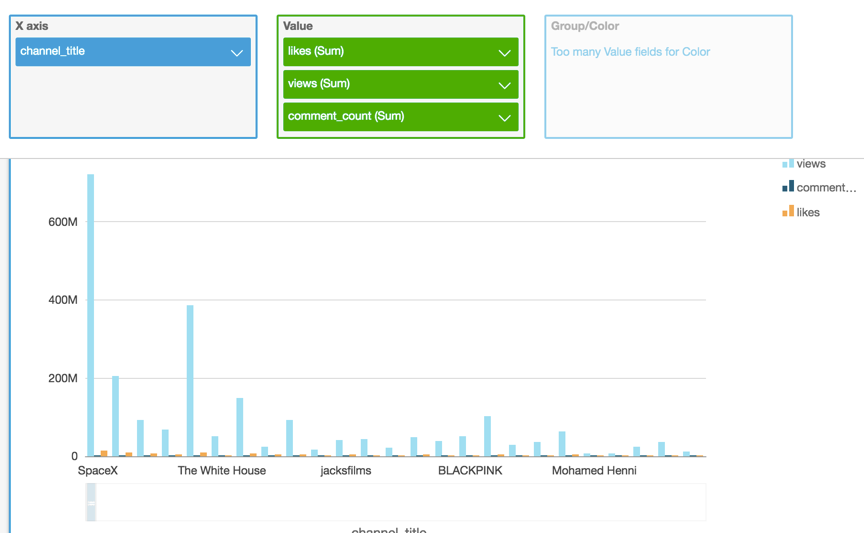 X axis
channel_title
Value
likes (Sum)
views (Sum)
comment_count (Sum)
Group/Color
Too many Value fields for Color
views
comment...
likes
600M
400M
200M
0
SpaceX
The White House
jacksfilms
BLACKPINK
Mohamed Henni
channel_title